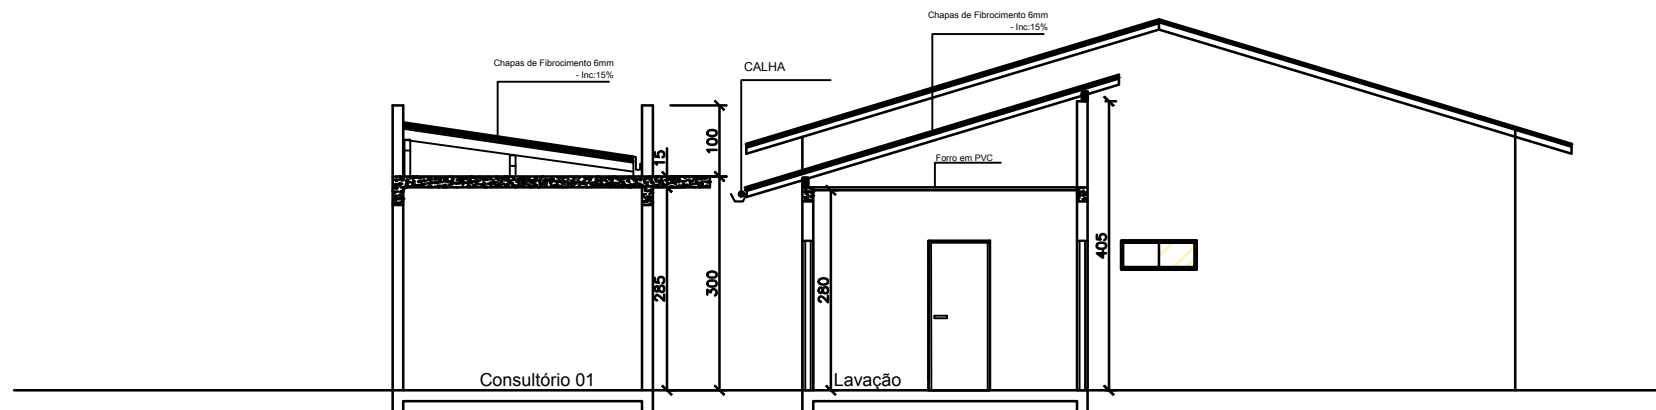 Chapas de Fibrocimento 6mm
- Inc:15%
Chapas de Fibrocimento 6mm
- Inc:15%
CALHA
100
15
Forro em PVC
405
285
300
280
Consultório 01
Lavação